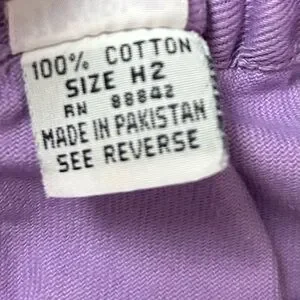 100% COTTON
SIZE H2
RN 88842
MADE IN PAKISTAN
SEE REVERSE